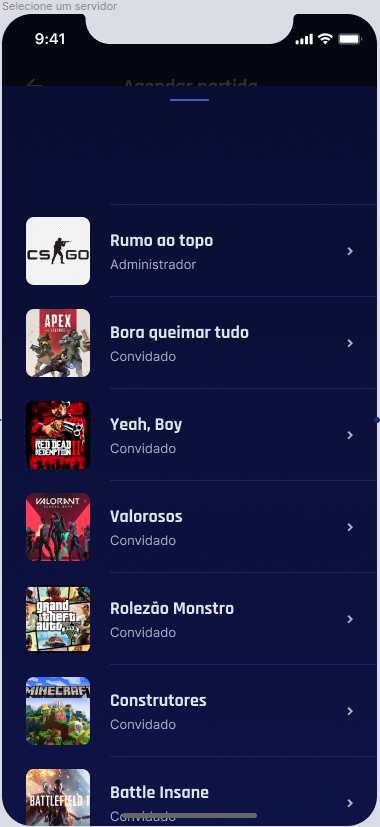 Selecione um servidor
9:41
Agendar partida
Rumo ao topo
Administrador
CS GO
Bora queimar tudo
Convidado
APEX
LEGENDS
Yeah, Boy
Convidado
RED DEAD
REDEMPTION II
Valorosos
Convidado
VALORANT
Rolezão Monstro
Convidado
grand
theft
auto
Construtores
Convidado
MINECRAFT
Battle Insane
Convidado
BATTLEFIELD 1